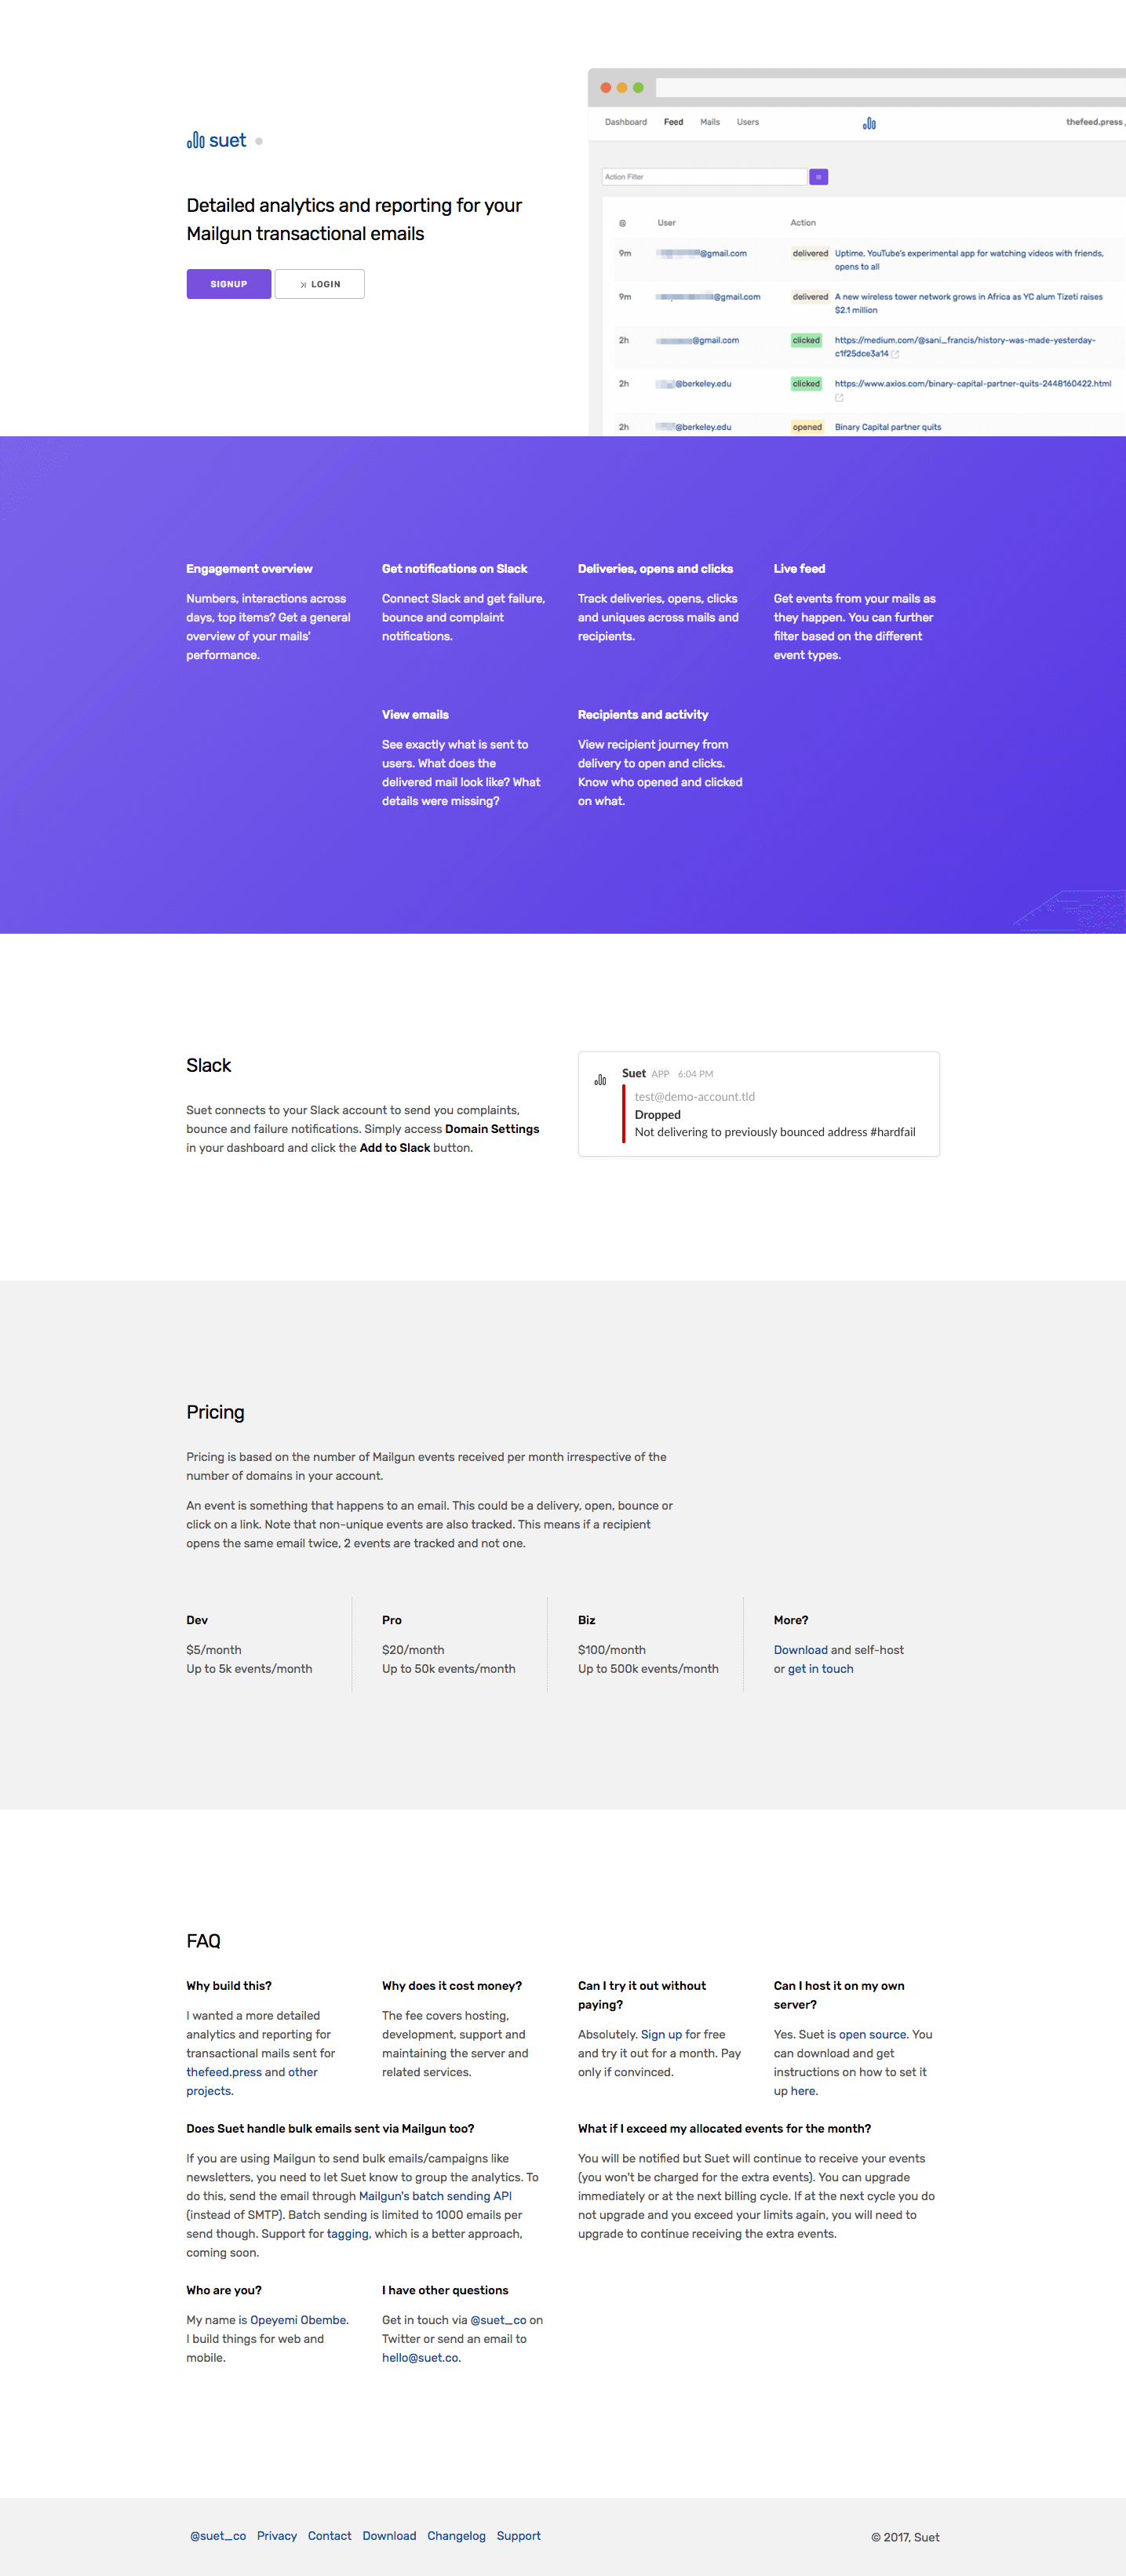 suet
Detailed analytics and reporting for your
Mailgun transactional emails
SIGNUP
LOGIN
Dashboard Feed Mails Users
thefeed.press
Action Filter
@ User Action
9m @gmail.com delivered Uptime, YouTube's experimental app for watching videos with friends,
opens to all
9m @gmail.com delivered A new wireless tower network grows in Africa as YC alum Tizeti raises
$2.1 million
2h @gmail.com clicked https://medium.com/@sani_francis/history-was-made-yesterday-
c1f25dce3a14
2h @berkeley.edu clicked https://www.axios.com/binary-capital-partner-quits-2448160422.html
2h @berkeley.edu opened Binary Capital partner quits
Engagement overview
Numbers, interactions across
days, top items? Get a general
overview of your mails'
performance.
Get notifications on Slack
Connect Slack and get failure,
bounce and complaint
notifications.
Deliveries, opens and clicks
Track deliveries, opens, clicks
and uniques across mails and
recipients.
Live feed
Get events from your mails as
they happen. You can further
filter based on the different
event types.
View emails
See exactly what is sent to
users. What does the
delivered mail look like? What
details were missing?
Recipients and activity
View recipient journey from
delivery to open and clicks.
Know who opened and clicked
on what.
Slack
Suet connects to your Slack account to send you complaints,
bounce and failure notifications. Simply access Domain Settings
in your dashboard and click the Add to Slack button.
Suet APP 6:04 PM
test@demo-account.tld
Dropped
Not delivering to previously bounced address #hardfail
Pricing
Pricing is based on the number of Mailgun events received per month irrespective of the
number of domains in your account.
An event is something that happens to an email. This could be a delivery, open, bounce or
click on a link. Note that non-unique events are also tracked. This means if a recipient
opens the same email twice, 2 events are tracked and not one.
Dev
$5/month
Up to 5k events/month
Pro
$20/month
Up to 50k events/month
Biz
$100/month
Up to 500k events/month
More?
Download and self-host
or get in touch
FAQ
Why build this?
I wanted a more detailed
analytics and reporting for
transactional mails sent for
thefeed.press and other
projects.
Why does it cost money?
The fee covers hosting,
development, support and
maintaining the server and
related services.
Can I try it out without
paying?
Absolutely. Sign up for free
and try it out for a month. Pay
only if convinced.
Can I host it on my own
server?
Yes. Suet is open source. You
can download and get
instructions on how to set it
up here.
Does Suet handle bulk emails sent via Mailgun too?
If you are using Mailgun to send bulk emails/campaigns like
newsletters, you need to let Suet know to group the analytics. To
do this, send the email through Mailgun's batch sending API
(instead of SMTP). Batch sending is limited to 1000 emails per
send though. Support for tagging, which is a better approach,
coming soon.
What if I exceed my allocated events for the month?
You will be notified but Suet will continue to receive your events
(you won't be charged for the extra events). You can upgrade
immediately or at the next billing cycle. If at the next cycle you do
not upgrade and you exceed your limits again, you will need to
upgrade to continue receiving the extra events.
Who are you?
My name is Opeyemi Obembe.
I build things for web and
mobile.
I have other questions
Get in touch via @suet_co on
Twitter or send an email to
hello@suet.co.
@suet_co Privacy Contact Download Changelog Support
© 2017, Suet